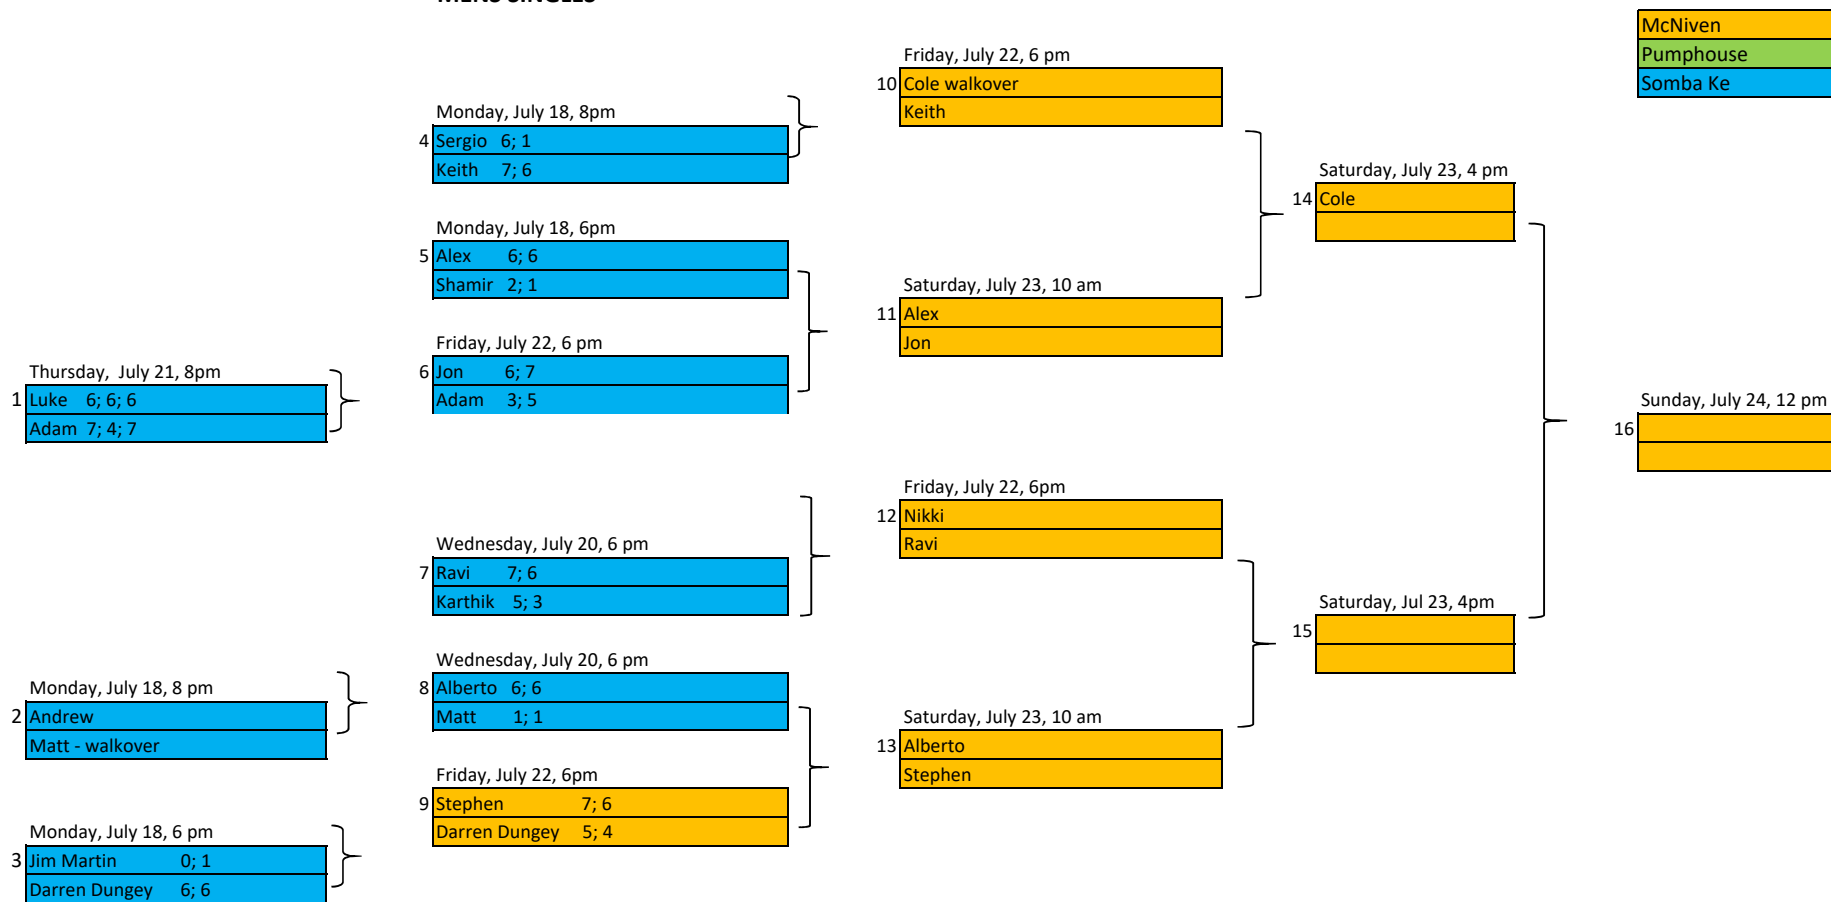 MENS SINGLES
McNiven
Pumphouse
Somba Ke
Thursday,  July 21, 8pm
1 Luke 6; 6; 6
Adam 7; 4; 7
Monday, July 18, 8 pm
2 Andrew
Matt - walkover
Monday, July 18, 6 pm
3 Jim Martin 0; 1
Darren Dungey 6; 6
Monday, July 18, 8pm
4 Sergio 6; 1
Keith 7; 6
Monday, July 18, 6pm
5 Alex 6; 6
Shamir 2; 1
Friday, July 22, 6 pm
6 Jon 6; 7
Adam 3; 5
Wednesday, July 20, 6 pm
7 Ravi 7; 6
Karthik 5; 3
Wednesday, July 20, 6 pm
8 Alberto 6; 6
Matt 1; 1
Friday, July 22, 6pm
9 Stephen 7; 6
Darren Dungey 5; 4
Friday, July 22, 6 pm
10 Cole walkover
Keith
Saturday, July 23, 10 am
11 Alex
Jon
Friday, July 22, 6pm
12 Nikki
Ravi
Saturday, July 23, 10 am
13 Alberto
Stephen
Saturday, July 23, 4 pm
14 Cole
Saturday, Jul 23, 4pm
15
Sunday, July 24, 12 pm
16